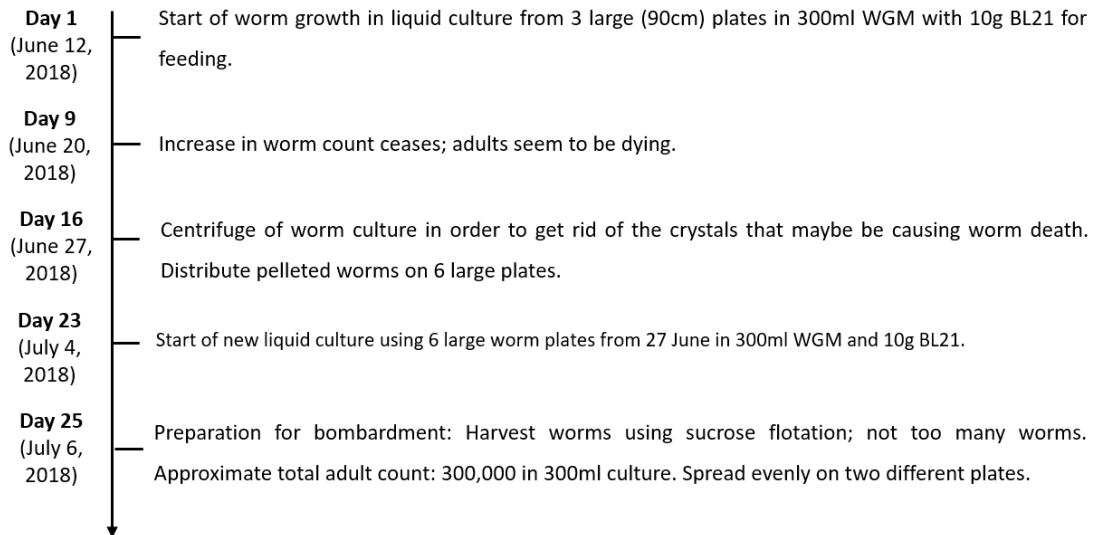 Day 1
(June 12,
2018)
Start of worm growth in liquid culture from 3 large (90cm) plates in 300ml WGM with 10g BL21 for
feeding.
Day 9
(June 20,
2018)
Increase in worm count ceases; adults seem to be dying.
Day 16
(June 27,
2018)
Centrifuge of worm culture in order to get rid of the crystals that maybe be causing worm death.
Distribute pelleted worms on 6 large plates.
Day 23
(July 4,
2018)
Start of new liquid culture using 6 large worm plates from 27 June in 300ml WGM and 10g BL21.
Day 25
(July 6,
2018)
Preparation for bombardment: Harvest worms using sucrose flotation; not too many worms.
Approximate total adult count: 300,000 in 300ml culture. Spread evenly on two different plates.